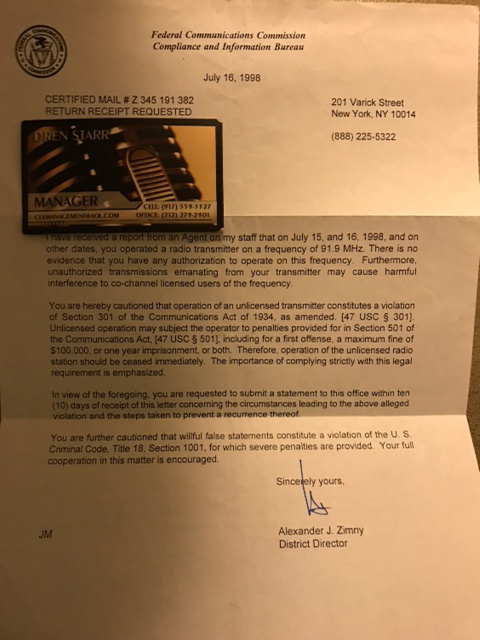 Federal Communications Commission
Compliance and Information Bureau
July 16, 1998
CERTIFIED MAIL # Z 345 191 382
RETURN RECEIPT REQUESTED
201 Varick Street
New York, NY 10014
(888) 225-5322
DREN STARR
MANAGER
CELL: (917) 559-3327
OFFICE: (212) 279-2901
I have received a report from an Agent on my staff that on July 15, and 16, 1998, and on
other dates, you operated a radio transmitter on a frequency of 91.9 MHz. There is no
evidence that you have any authorization to operate on this frequency. Furthermore,
unauthorized transmissions emanating from your transmitter may cause harmful
interference to co-channel licensed users of the frequency.
You are hereby cautioned that operation of an unlicensed transmitter constitutes a violation
of Section 301 of the Communications Act of 1934, as amended. [47 USC § 301].
Unlicensed operation may subject the operator to penalties provided for in Section 501 of
the Communications Act, [47 USC § 501], including for a first offense, a maximum fine of
$100,000, or one year imprisonment, or both. Therefore, operation of the unlicensed radio
station should be ceased immediately. The importance of complying strictly with this legal
requirement is emphasized.
In view of the foregoing, you are requested to submit a statement to this office within ten
(10) days of receipt of this letter concerning the circumstances leading to the above alleged
violation and the steps taken to prevent a recurrence thereof.
You are further cautioned that willful false statements constitute a violation of the U. S.
Criminal Code, Title 18, Section 1001, for which severe penalties are provided. Your full
cooperation in this matter is encouraged.
Sincerely yours,
Alexander J. Zimny
District Director
JM